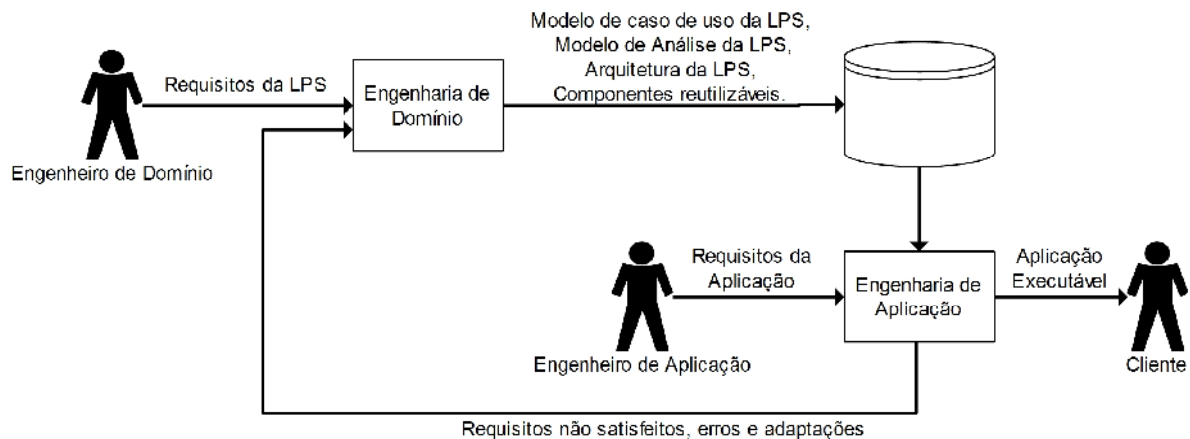 Modelo de caso de uso da LPS,
Modelo de Análise da LPS,
Arquitetura da LPS,
Componentes reutilizáveis.
Requisitos da LPS
Engenharia de
Domínio
Engenheiro de Domínio
Requisitos da
Aplicação
Engenharia de
Aplicação
Aplicação
Executável
Engenheiro de Aplicação
Cliente
Requisitos não satisfeitos, erros e adaptações